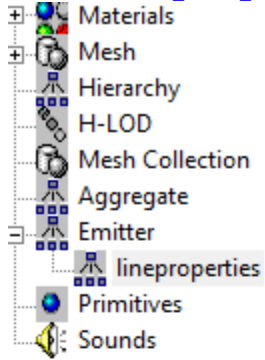 Materials
Mesh
Hierarchy
H-LOD
Mesh Collection
Aggregate
Emitter
lineproperties
Primitives
Sounds